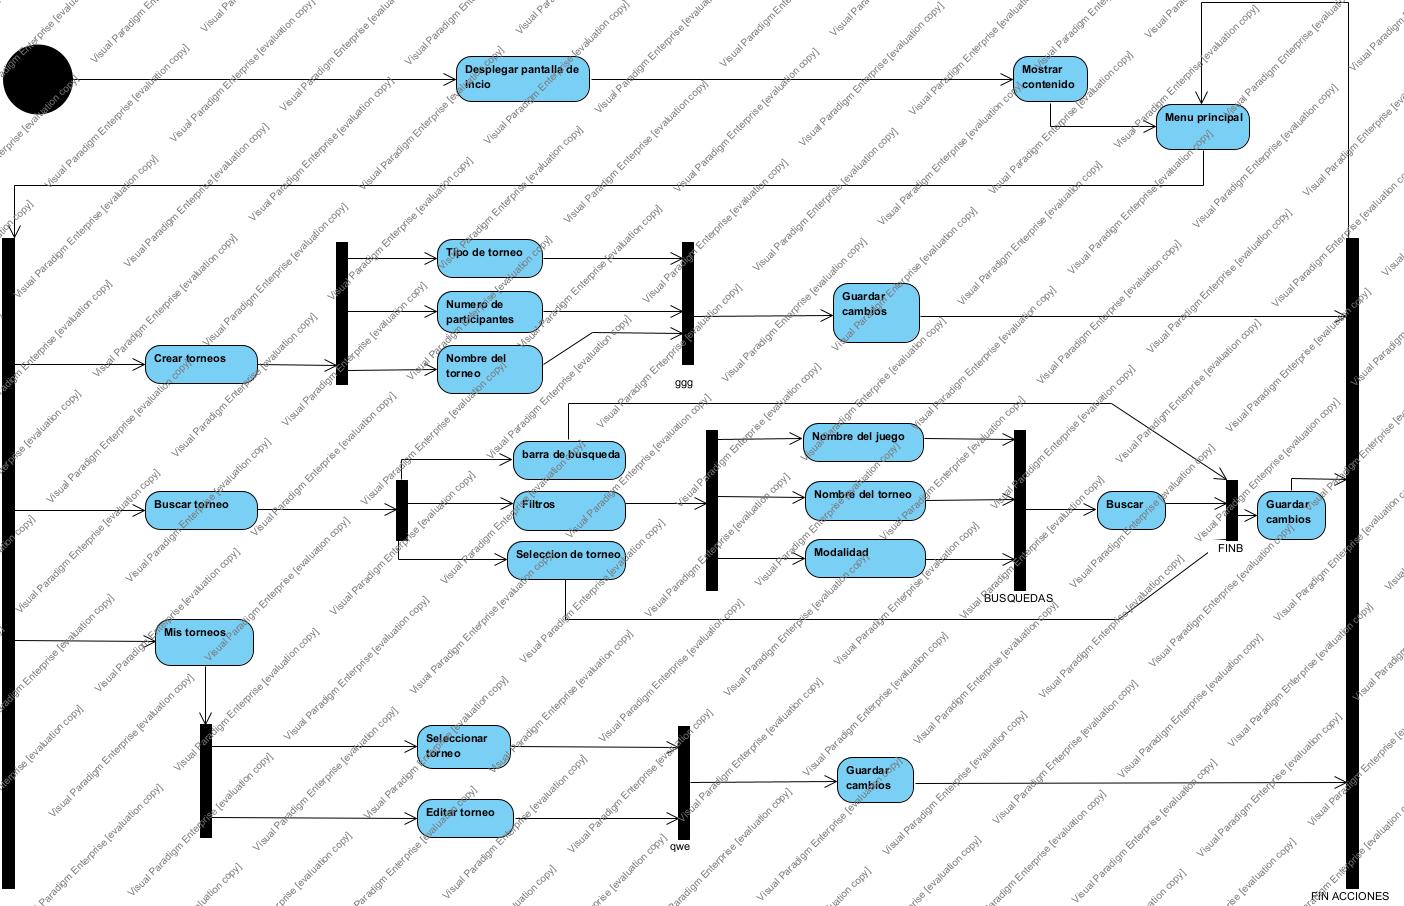 Desplegar pantalla de
incio
Mostrar
contenido
Menu principal
Tipo de torneo
Numero de
participantes
Nombre del
torneo
Crear torneos
Guardar
cambios
ggg
barra de busqueda
Filtros
Seleccion de torneo
Buscar torneo
Nombre del juego
Nombre del torneo
Modalidad
BUSQUEDAS
Buscar
FINB
Guardar
cambios
Mis torneos
Seleccionar
torneo
Editar torneo
qwe
Guardar
cambios
FIN ACCIONES
Visual Paradigm Enterprise [evaluation copy]